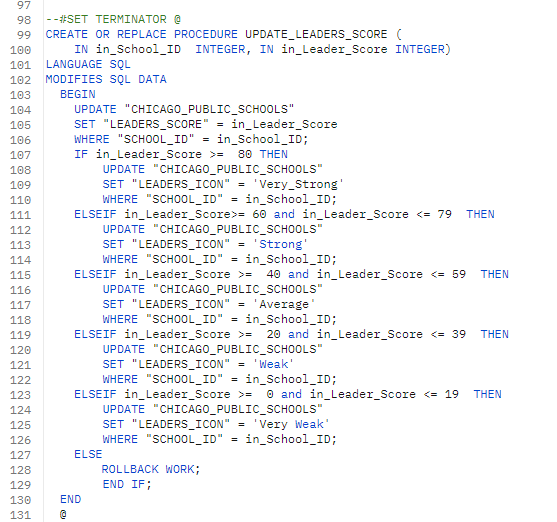 97
98 --#SET TERMINATOR @
99 CREATE OR REPLACE PROCEDURE UPDATE_LEADERS_SCORE (
100     IN in_School_ID  INTEGER, IN in_Leader_Score INTEGER)
101 LANGUAGE SQL
102 MODIFIES SQL DATA
103   BEGIN
104     UPDATE "CHICAGO_PUBLIC_SCHOOLS"
105     SET "LEADERS_SCORE" = in_Leader_Score
106     WHERE "SCHOOL_ID" = in_School_ID;
107     IF in_Leader_Score >=  80 THEN
108         UPDATE "CHICAGO_PUBLIC_SCHOOLS"
109         SET "LEADERS_ICON" = 'Very_Strong'
110         WHERE "SCHOOL_ID" = in_School_ID;
111     ELSEIF in_Leader_Score>= 60 and in_Leader_Score <= 79  THEN
112         UPDATE "CHICAGO_PUBLIC_SCHOOLS"
113         SET "LEADERS_ICON" = 'Strong'
114         WHERE "SCHOOL_ID" = in_School_ID;
115     ELSEIF in_Leader_Score >=  40 and in_Leader_Score <= 59  THEN
116         UPDATE "CHICAGO_PUBLIC_SCHOOLS"
117         SET "LEADERS_ICON" = 'Average'
118         WHERE "SCHOOL_ID" = in_School_ID;
119     ELSEIF in_Leader_Score >=  20 and in_Leader_Score <= 39  THEN
120         UPDATE "CHICAGO_PUBLIC_SCHOOLS"
121         SET "LEADERS_ICON" = 'Weak'
122         WHERE "SCHOOL_ID" = in_School_ID;
123     ELSEIF in_Leader_Score >=  0 and in_Leader_Score <= 19  THEN
124         UPDATE "CHICAGO_PUBLIC_SCHOOLS"
125         SET "LEADERS_ICON" = 'Very Weak'
126         WHERE "SCHOOL_ID" = in_School_ID;
127     ELSE
128         ROLLBACK WORK;
129         END IF;
130   END
131   @